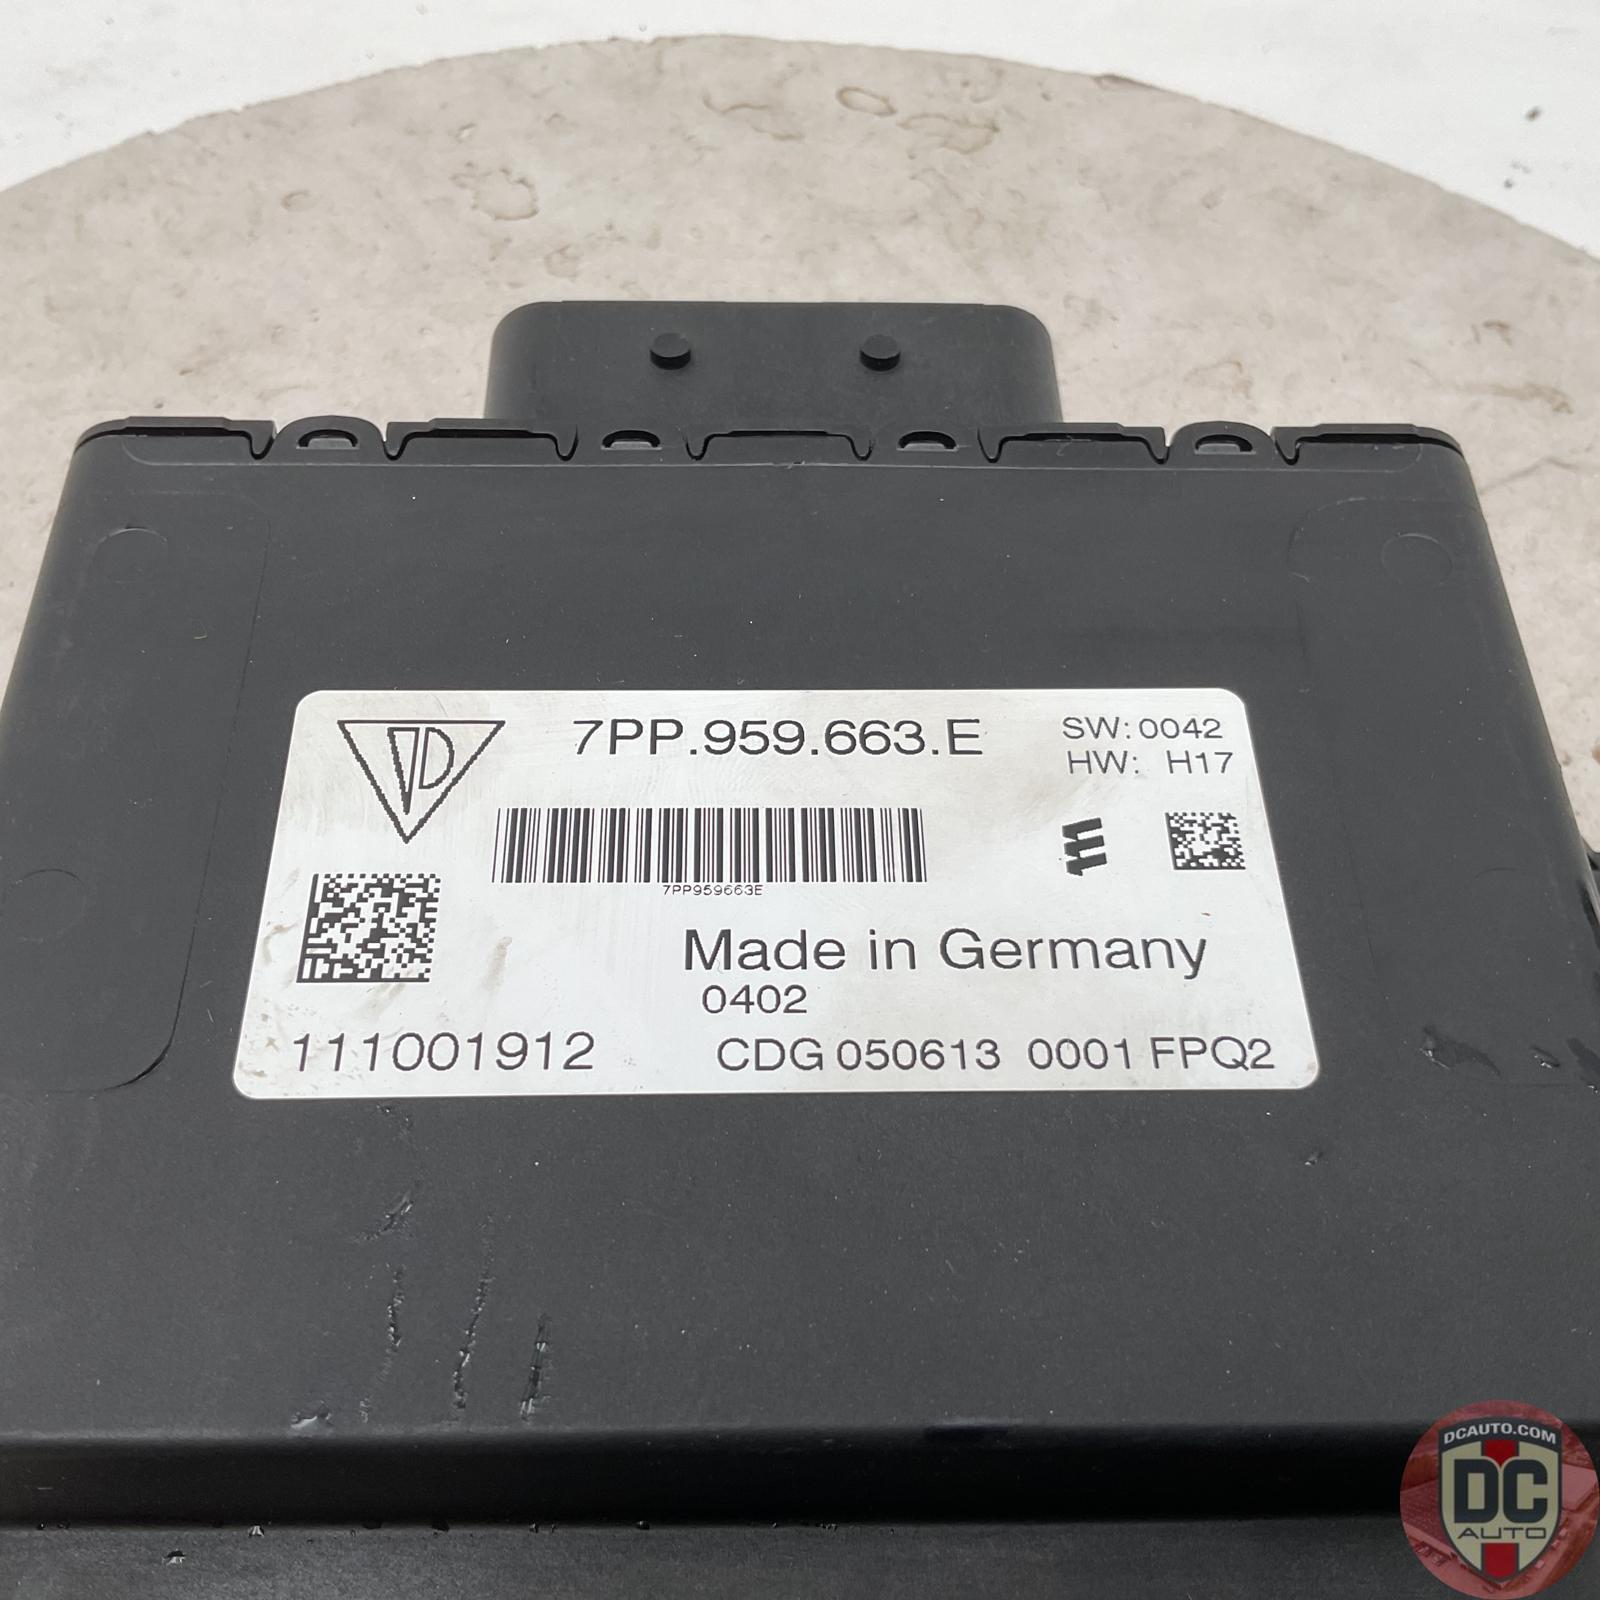 7PP.959.663.E
SW: 0042
HW: H17
7PP959663E
Made in Germany
0402
111001912
CDG 050613 0001 FPQ2
DCAUTO.COM
DC
AUTO